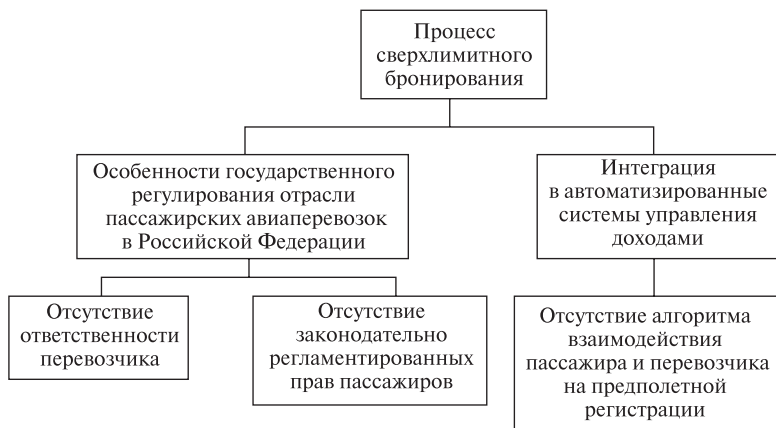 Процесс
сверхлимитного
бронирования
Особенности государственного
регулирования отрасли
пассажирских авиаперевозок
в Российской Федерации
Интеграция
в автоматизированные
системы управления
доходами
Отсутствие
ответственности
перевозчика
Отсутствие
законодательно
регламентированных
прав пассажиров
Отсутствие алгоритма
взаимодействия
пассажира и перевозчика
на предполетной
регистрации